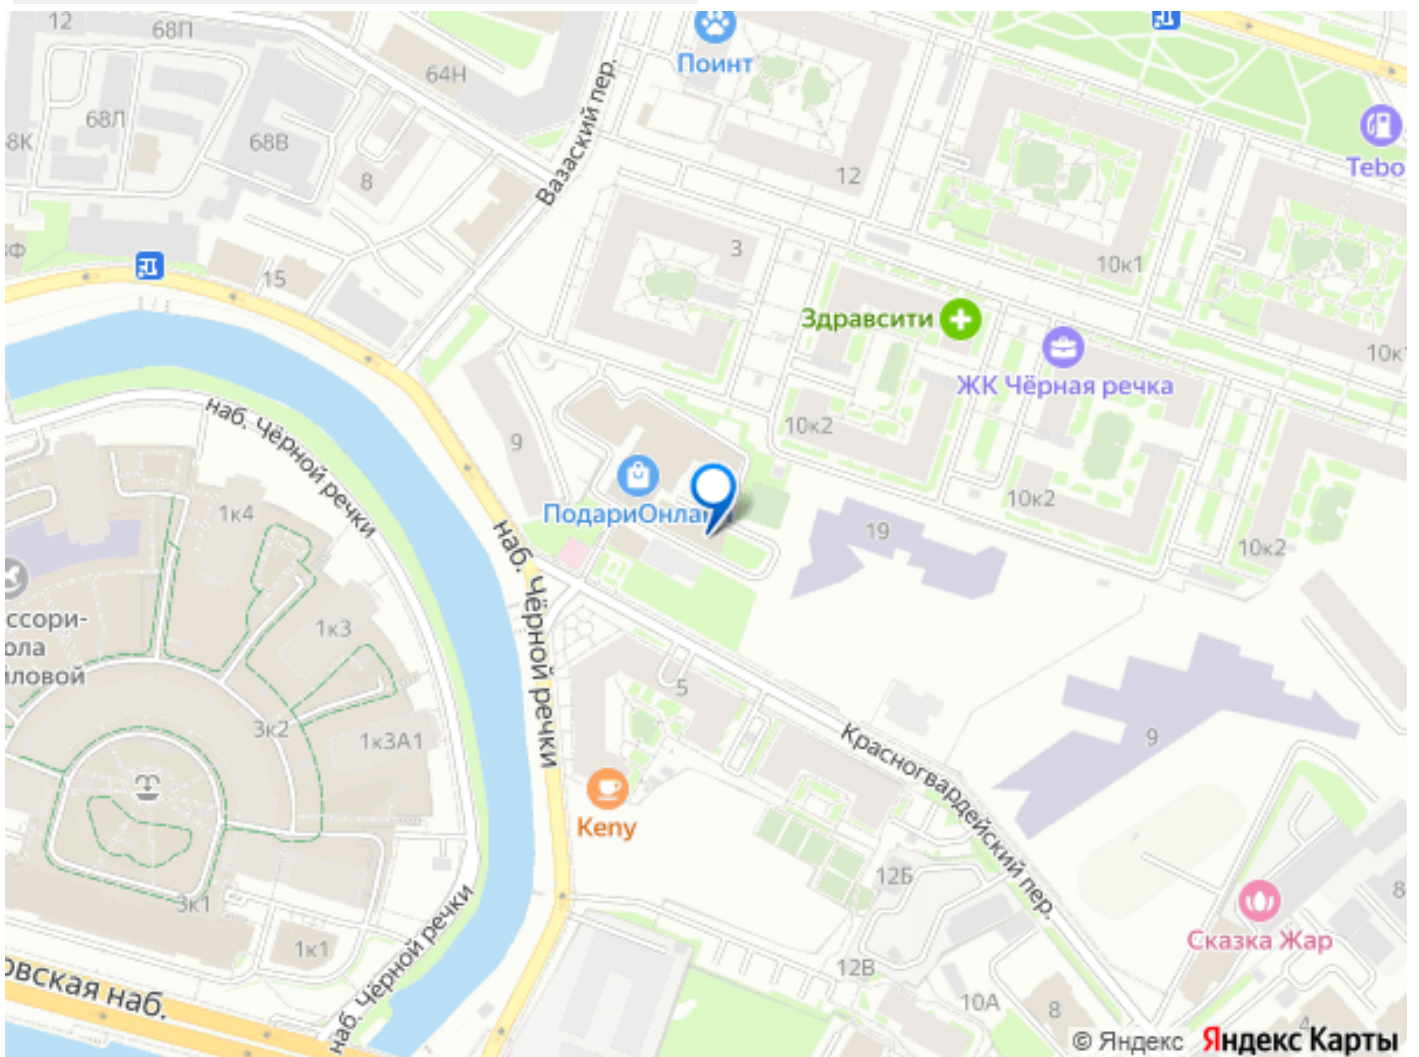 12
68П
64Н
Поинт
68Л
68В
8
Вазаский пер.
12
Tebo
3
10к1
15
Здравсити
ЖК Чёрная речка
наб. Чёрной речки
9
10к2
10к2
1к4
ПодариОнла
19
10к2
наб. Чёрной речки
ссори-
ола
йловой
1к3
5
3к2
1к3А1
Красногвардейский пер.
9
Keny
12Б
3к1
Сказка Жар
наб. Чёрной речки
1к1
12В
10А
8
овская наб.
© Яндекс Яндекс Карты